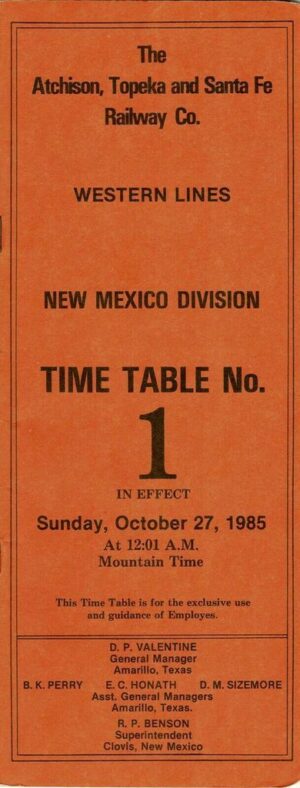 The
Atchison, Topeka and Santa Fe
Railway Co.
WESTERN LINES
NEW MEXICO DIVISION
TIME TABLE No.
1
IN EFFECT
Sunday, October 27, 1985
At 12:01 A.M.
Mountain Time
This Time Table is for the exclusive use
and guidance of Employes.
D. P. VALENTINE
General Manager
Amarillo, Texas
B. K. PERRY E. C. HONATH D. M. SIZEMORE
Asst. General Managers
Amarillo, Texas.
R. P. BENSON
Superintendent
Clovis, New Mexico